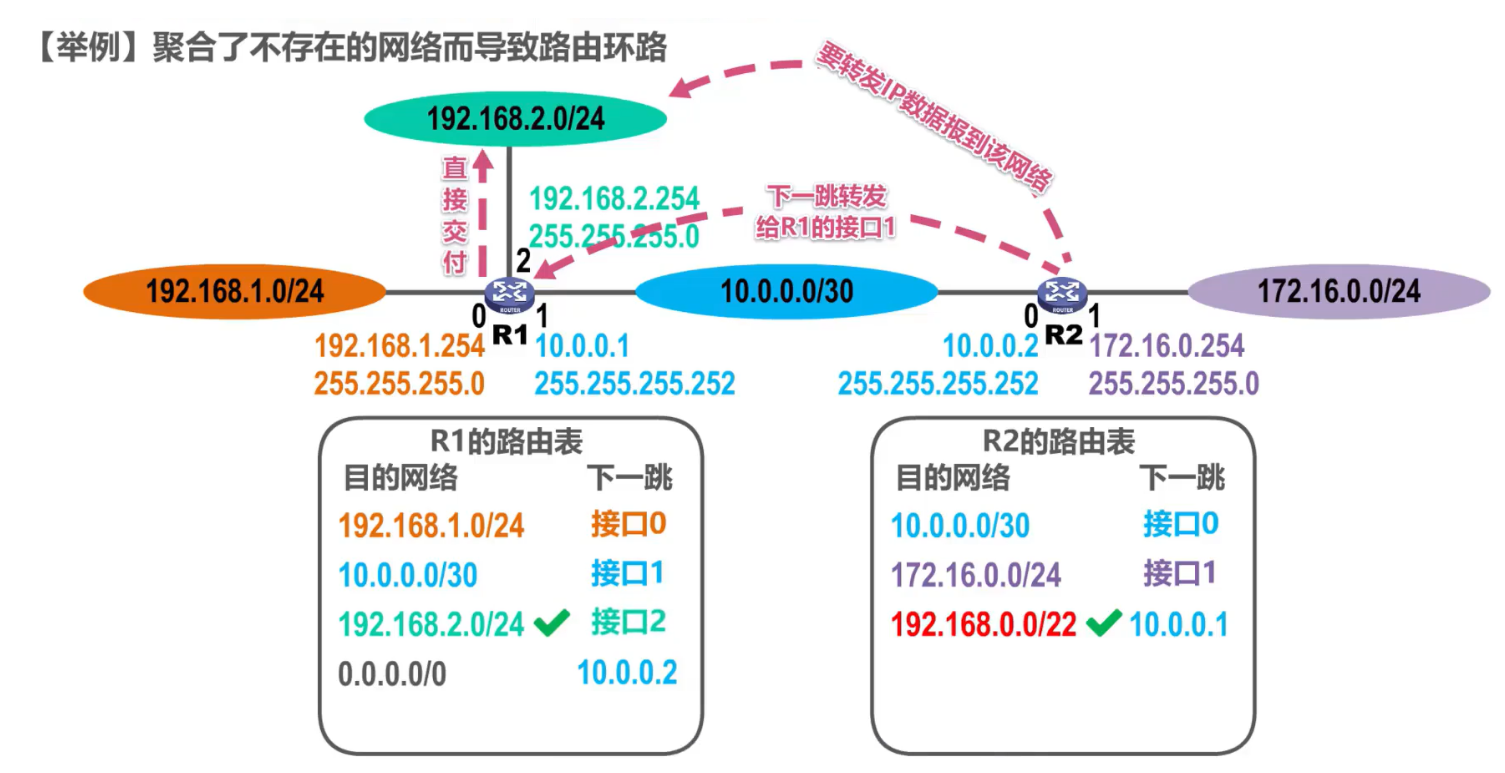 【举例】聚合了不存在的网络而导致路由环路
要转发IP数据报到该网络
192.168.2.0/24
直接交付
192.168.2.254
255.255.255.0
下一跳转发
给R1的接口1
2
192.168.1.0/24
10.0.0.0/30
172.16.0.0/24
ROUTER
ROUTER
0 R1 1
0 R2 1
192.168.1.254
255.255.255.0
10.0.0.1
255.255.255.252
10.0.0.2
255.255.255.252
172.16.0.254
255.255.255.0
R1的路由表
目的网络 下一跳
192.168.1.0/24 接口0
10.0.0.0/30 接口1
192.168.2.0/24 接口2
0.0.0.0/0 10.0.0.2
R2的路由表
目的网络 下一跳
10.0.0.0/30 接口0
172.16.0.0/24 接口1
192.168.0.0/22 10.0.0.1